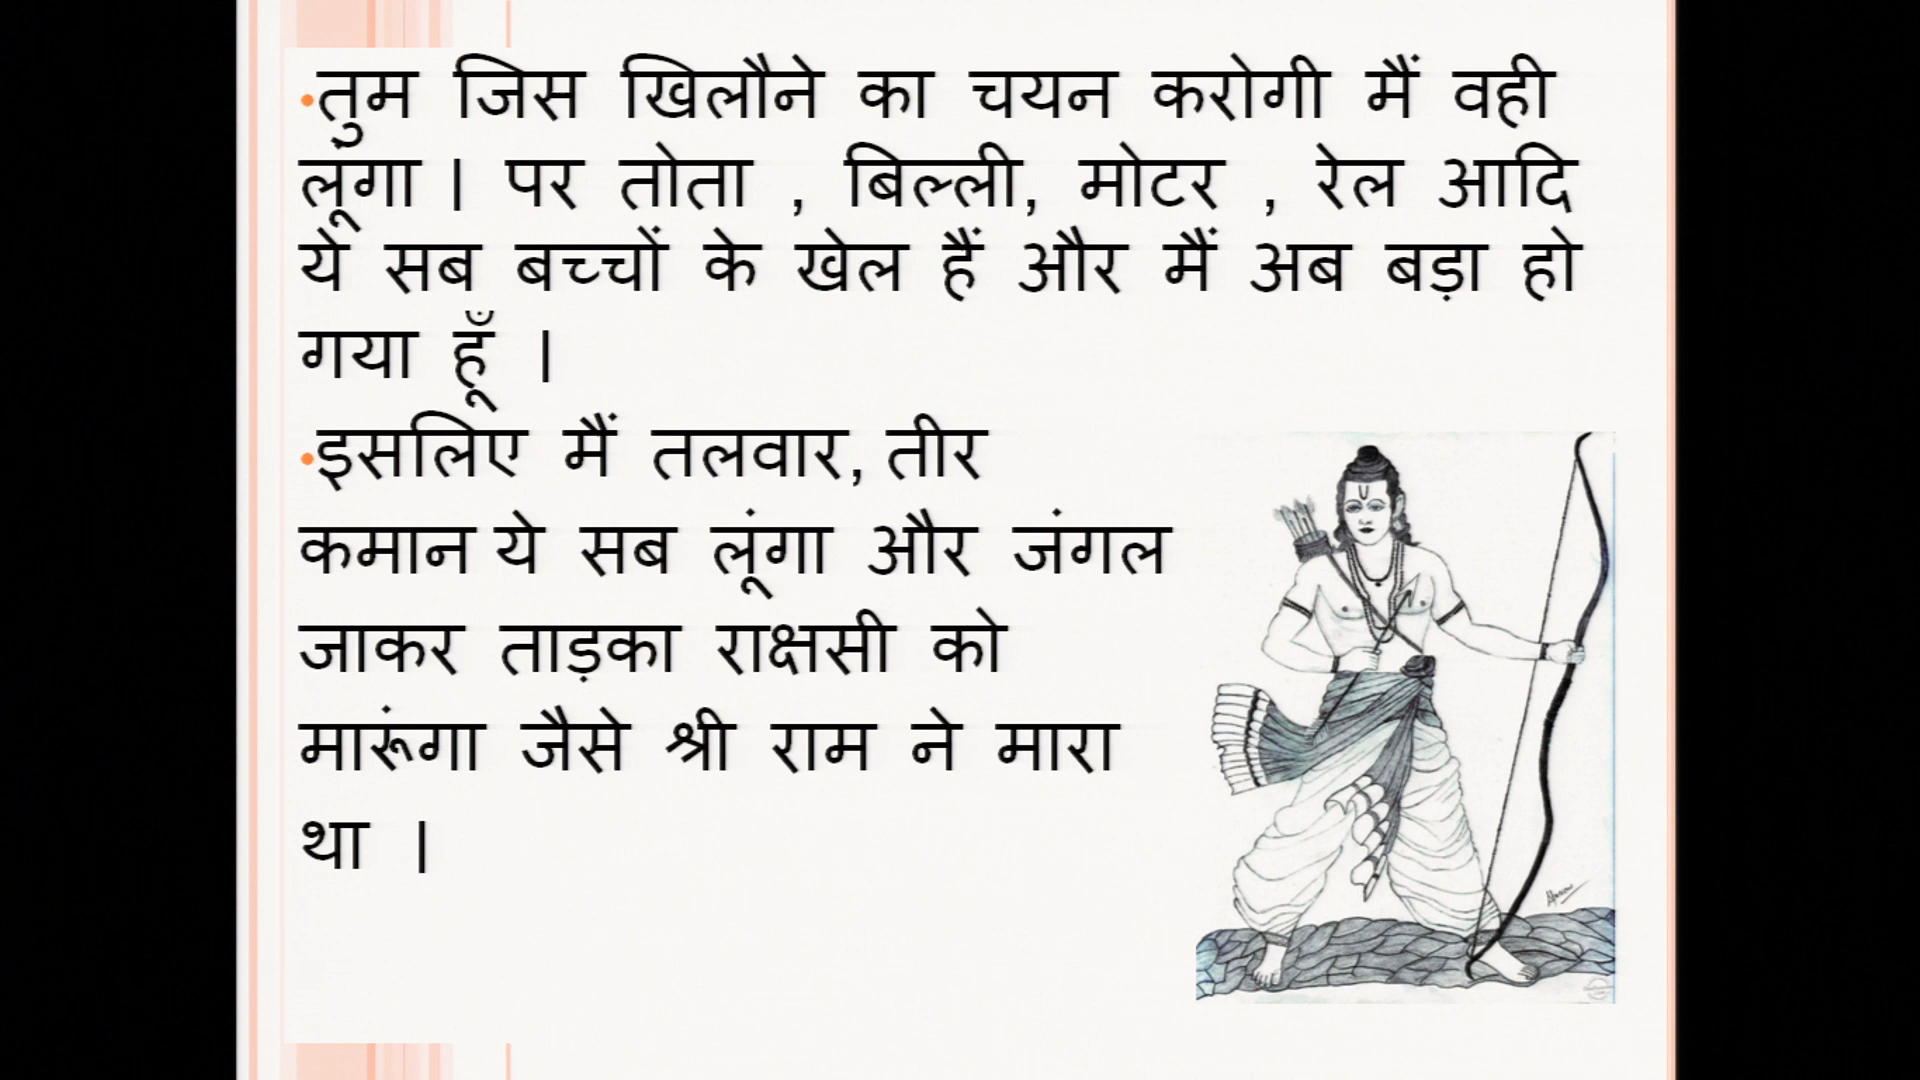 •तुम जिस खिलौने का चयन करोगी मैं वही
लूंगा । पर तोता , बिल्ली, मोटर , रेल आदि
ये सब बच्चों के खेल हैं और मैं अब बड़ा हो
गया हूँ ।
•इसलिए मैं तलवार, तीर
कमान ये सब लूंगा और जंगल
जाकर ताड़का राक्षसी को
मारूंगा जैसे श्री राम ने मारा
था ।